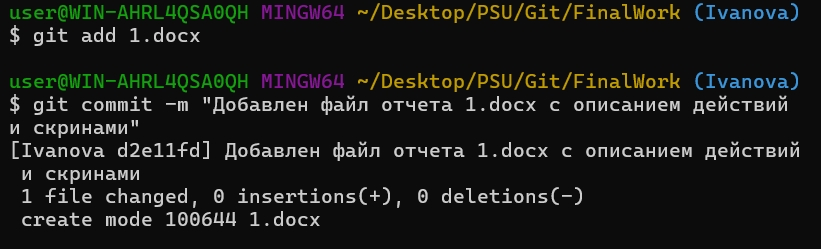 user@WIN-AHRL4QSA0QH MINGW64 ~/Desktop/PSU/Git/FinalWork (Ivanova)
$ git add 1.docx
user@WIN-AHRL4QSA0QH MINGW64 ~/Desktop/PSU/Git/FinalWork (Ivanova)
$ git commit -m "Добавлен файл отчета 1.docx с описанием действий
и скринами"
[Ivanova d2e11fd] Добавлен файл отчета 1.docx с описанием действий
и скринами
1 file changed, 0 insertions(+), 0 deletions(-)
create mode 100644 1.docx